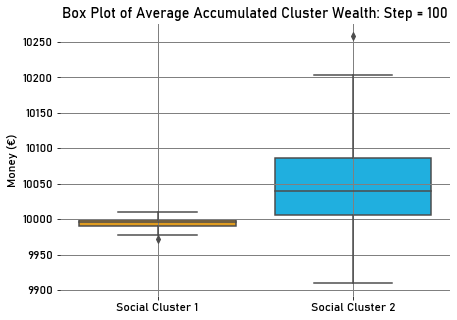 Box Plot of Average Accumulated Cluster Wealth: Step = 100
Money (€)
10250
10200
10150
10100
10050
10000
9950
9900
Social Cluster 1
Social Cluster 2